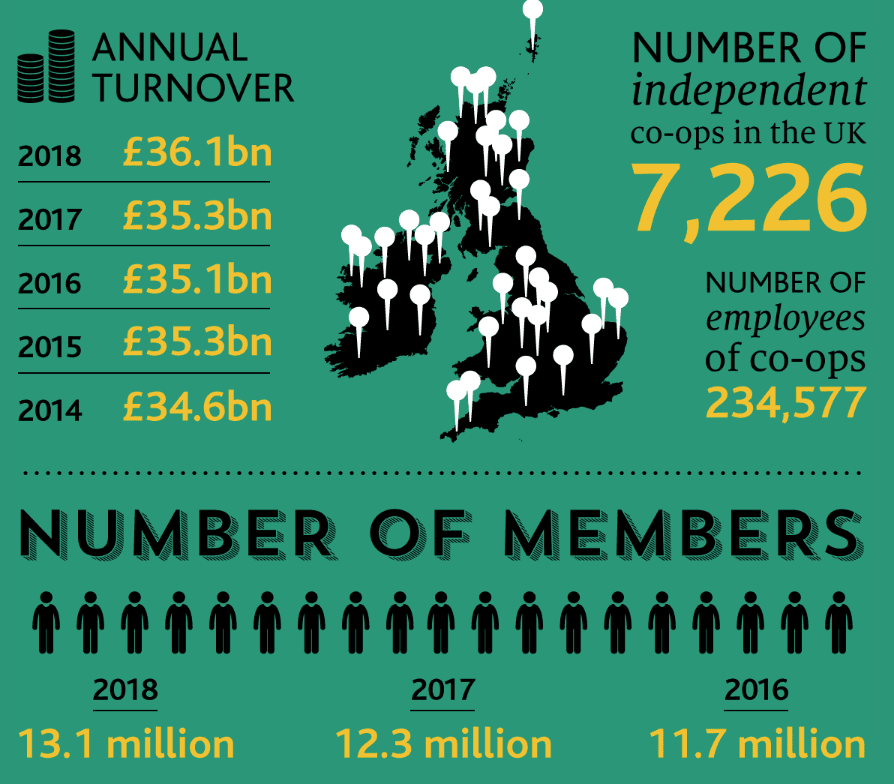 ANNUAL
TURNOVER
2018 £36.1bn
2017 £35.3bn
2016 £35.1bn
2015 £35.3bn
2014 £34.6bn
NUMBER OF
independent
co-ops in the UK
7,226
NUMBER OF
employees
of co-ops
234,577
NUMBER OF MEMBERS
2018 2017 2016
13.1 million 12.3 million 11.7 million